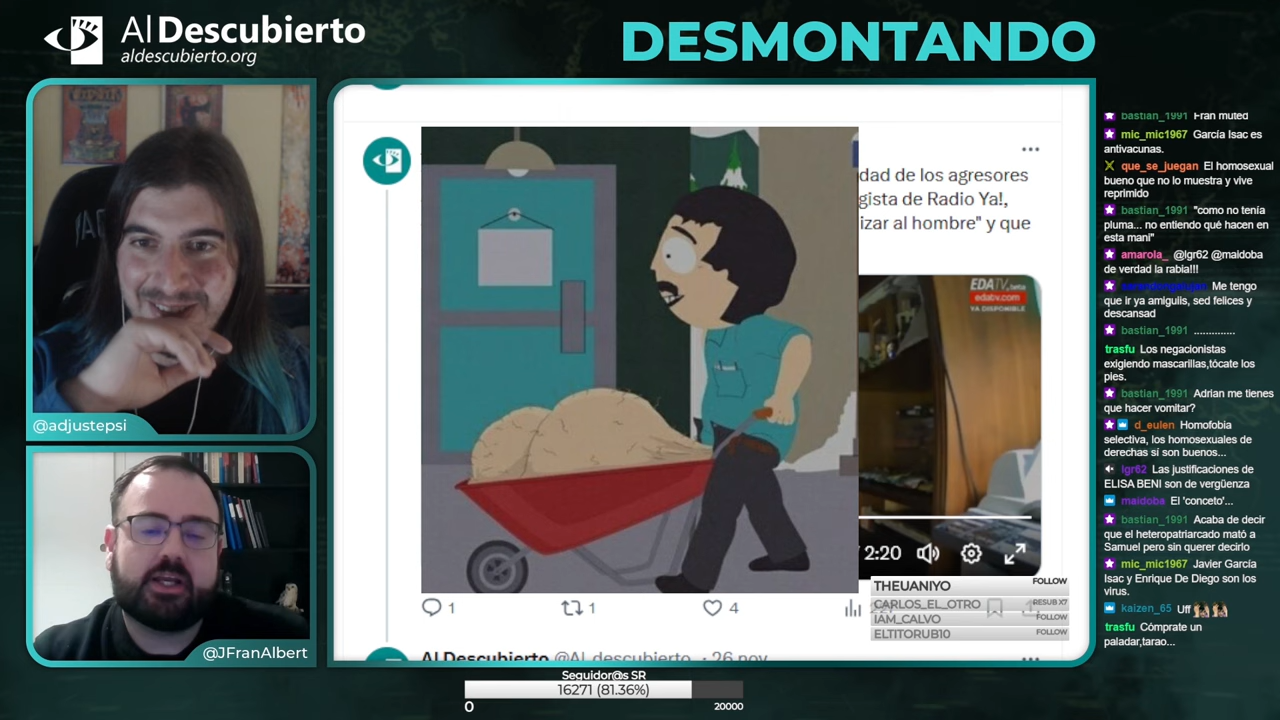 Al Descubierto
aldescubierto.org
DESMONTANDO
@adjustepsi
@JFranAlbert
dad de los agresores
gista de Radio Ya!,
izar al hombre" y que
EDATV.beta
edatv.com
YA DISPONIBLE
2:20
1
1
4
THEUANIYO FOLLOW
CARLOS_EL_OTRO RESUB X7
IAM_CALVO FOLLOW
ELTITORUB10 FOLLOW
Al Descubierto @Al_descubierto · 26 nov.
Seguidor@s SR
16271 (81.36%)
0
20000
bastian_1991 Fran muted
mic_mic1967 García Isac es
antivacunas.
que_se_juegan El homosexual
bueno que no lo muestra y vive
reprimido
bastian_1991 "como no tenía
pluma... no entiendo qué hacen en
esta mani"
amarola_ @lgr62 @maidoba
de verdad la rabia!!!
Me tengo
que ir ya amiguis, sed felices y
descansad
bastian_1991 ..............
trasfu Los negacionistas
exigiendo mascarillas,tócate los
pies.
bastian_1991 Adrian me tienes
que hacer vomitar?
d_eulen Homofobia
selectiva, los homosexuales de
derechas sí son buenos...
lgr62 Las justificaciones de
ELISA BENI son de vergüenza
maidoba El 'conceto'...
bastian_1991 Acaba de decir
que el heteropatriarcado mató a
Samuel pero sin querer decirlo
mic_mic1967 Javier García
Isac y Enrique De Diego son los
virus.
kaizen_65 Uff
trasfu Cómprate un
paladar,tarao...